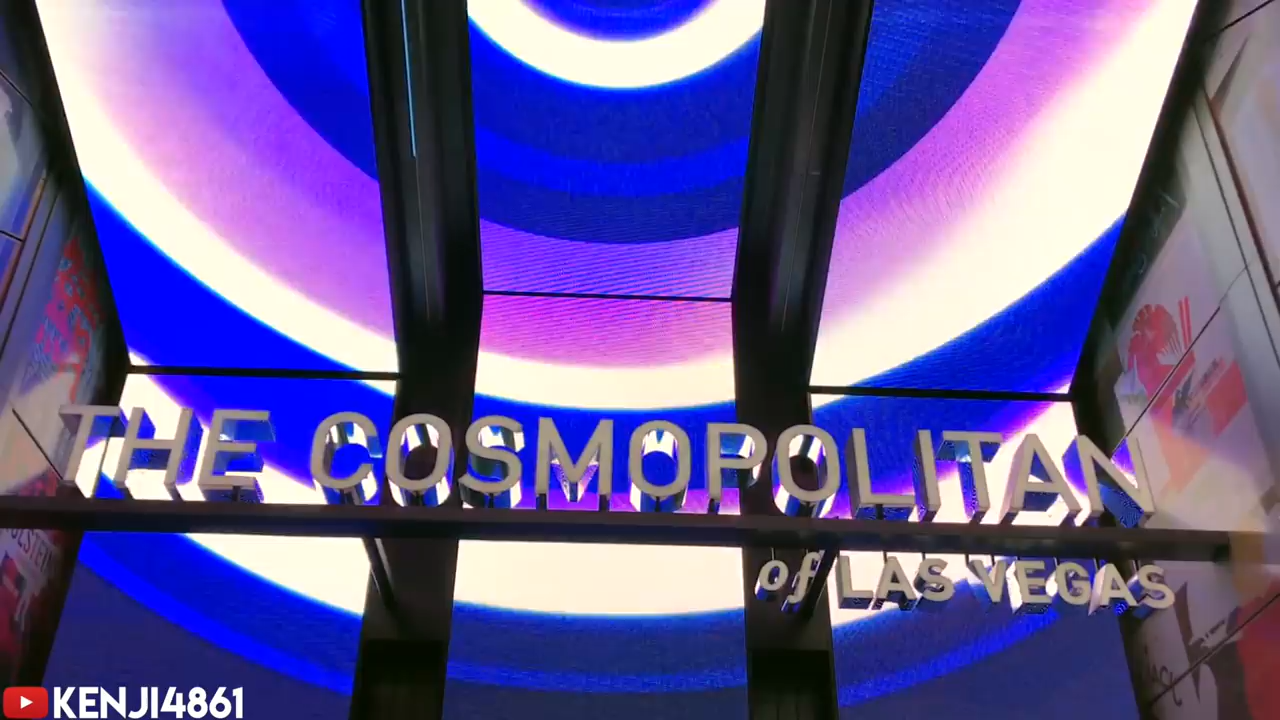 THE COSMOPOLITAN
of LAS VEGAS
KENJI4861